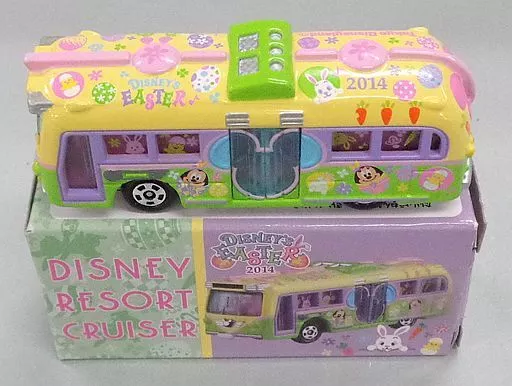 Tokyo Disneyland
DISNEY'S
EASTER
2014
DISNEY'S
EASTER
2014
DISNEY
RESORT
CRUISER